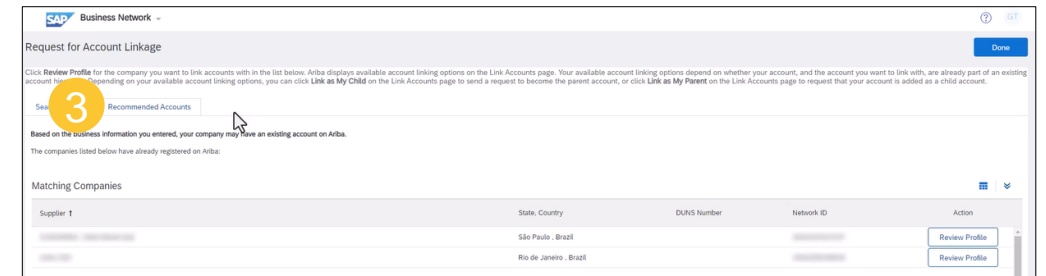 SAP Business Network
GT
Request for Account Linkage
Done
Click Review Profile for the company you want to link accounts with in the list below. Ariba displays available account linking options on the Link Accounts page. Your available account linking options depend on whether your account, and the account you want to link with, are already part of an existing
account Depending on your available account linking options, you can click Link as My Child on the Link Accounts page to send a request to become the parent account, or click Link as My Parent on the Link Accounts page to request that your account is added as a child account.
3
Recommended Accounts
Based on the business information you entered, your company may have an existing account on Ariba.
The companies listed below have already registered on Ariba:
Matching Companies
Supplier ↑ State, Country DUNS Number Network ID Action
São Paulo , Brazil Review Profile
Rio de Janeiro , Brazil Review Profile